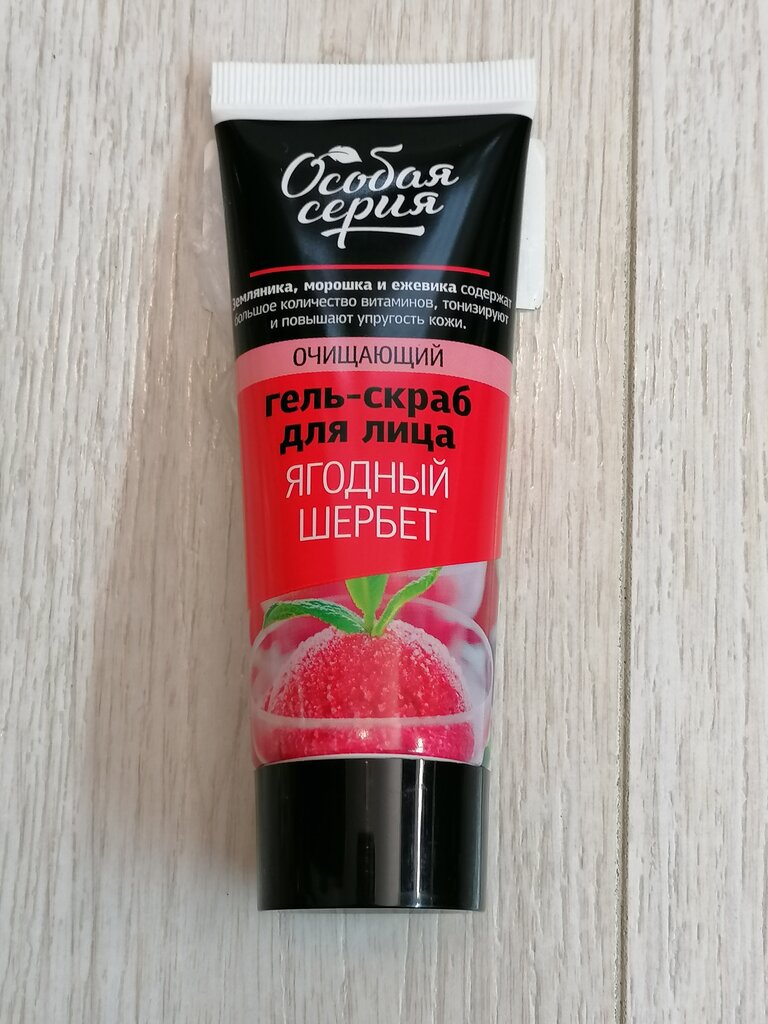 Особая
серия
Земляника, морошка и ежевика содержат
большое количество витаминов, тонизируют
и повышают упругость кожи.
ОЧИЩАЮЩИЙ
гель-скраб
для лица
ЯГОДНЫЙ
ШЕРБЕТ